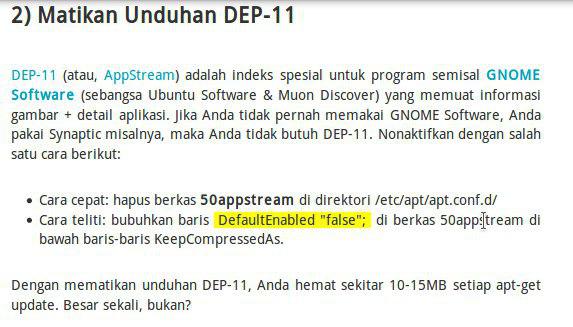 2) Matikan Unduhan DEP-11
DEP-11 (atau, AppStream) adalah indeks spesial untuk program semisal GNOME
Software (sebangsa Ubuntu Software & Muon Discover) yang memuat informasi
gambar + detail aplikasi. Jika Anda tidak pernah memakai GNOME Software, Anda
pakai Synaptic misalnya, maka Anda tidak butuh DEP-11. Nonaktifkan dengan salah
satu cara berikut:
• Cara cepat: hapus berkas 50appstream di direktori /etc/apt/apt.conf.d/
• Cara teliti: bubuhkan baris DefaultEnabled "false"; di berkas 50appstream di
bawah baris-baris KeepCompressedAs.
Dengan mematikan unduhan DEP-11, Anda hemat sekitar 10-15MB setiap apt-get
update. Besar sekali, bukan?